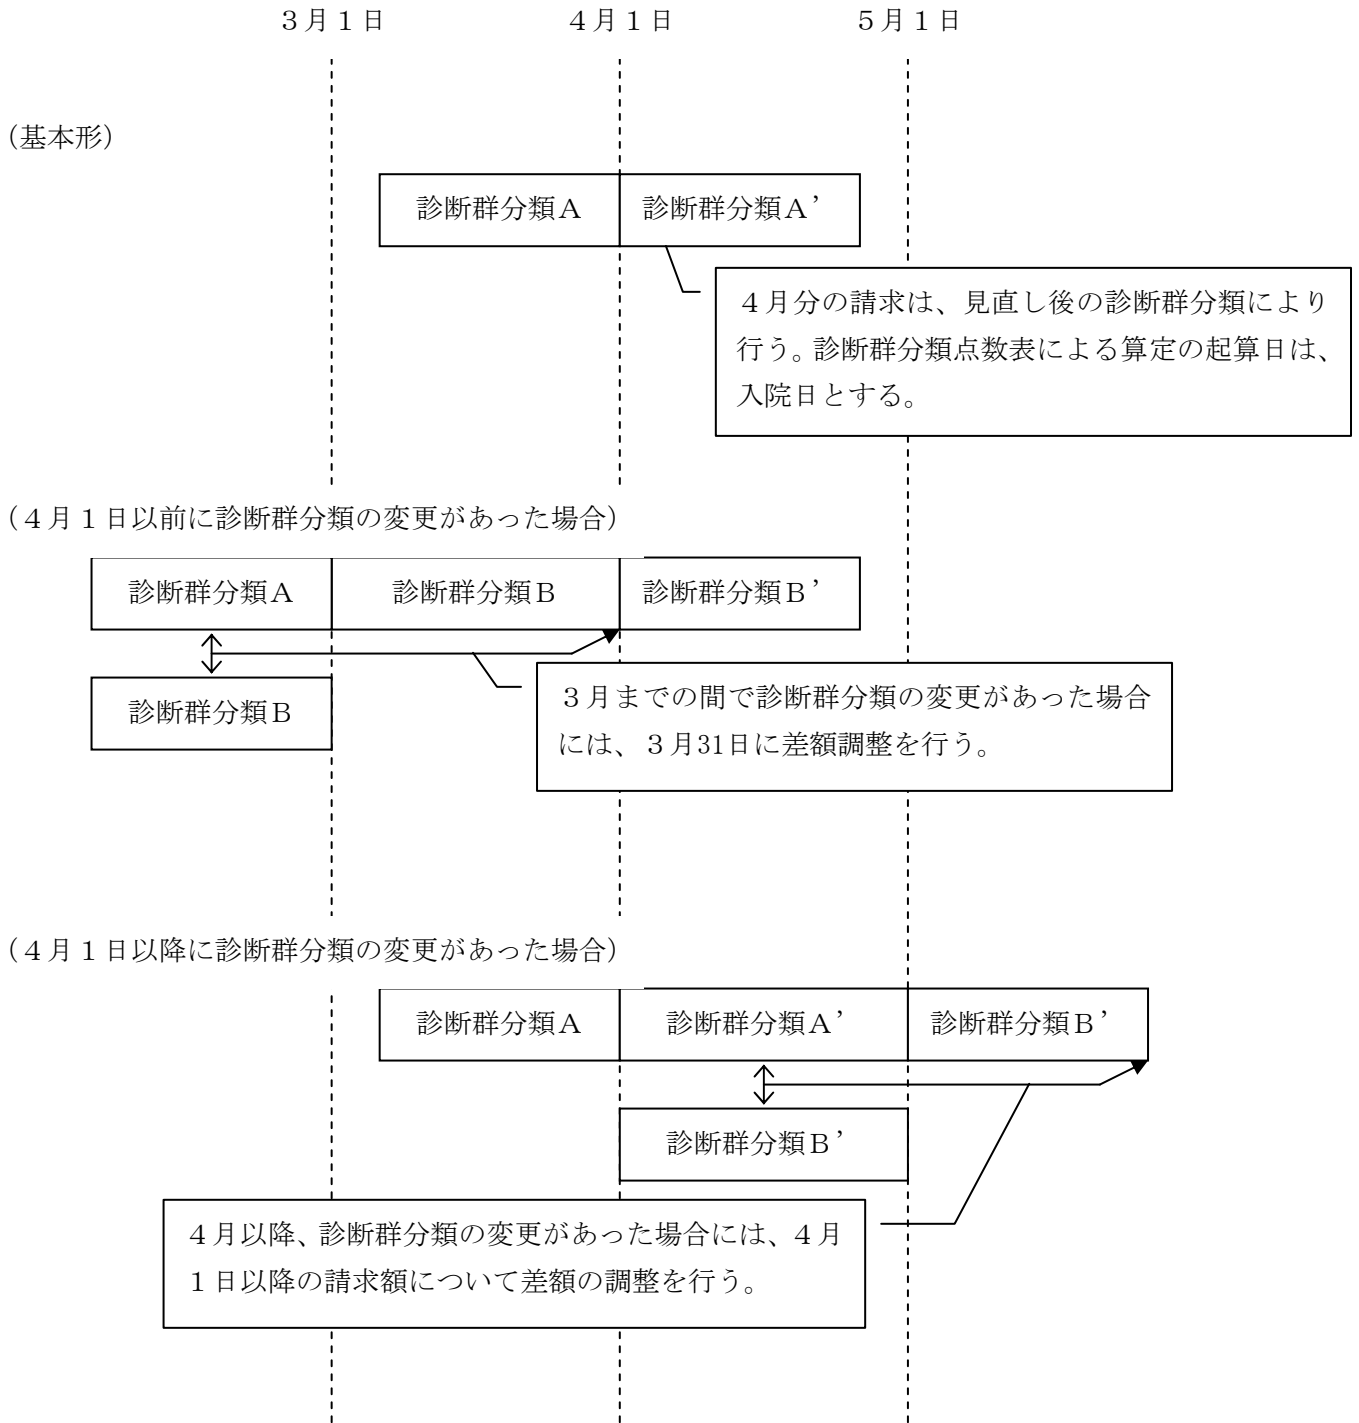 ３月１日　４月１日　５月１日
（基本形）
診断群分類Ａ　診断群分類Ａ’
４月分の請求は、見直し後の診断群分類により
行う。診断群分類点数表による算定の起算日は、
入院日とする。
（４月１日以前に診断群分類の変更があった場合）
診断群分類Ａ　診断群分類Ｂ　診断群分類Ｂ’
診断群分類Ｂ
３月までの間で診断群分類の変更があった場合
には、３月31日に差額調整を行う。
（４月１日以降に診断群分類の変更があった場合）
診断群分類Ａ　診断群分類Ａ’　診断群分類Ｂ’
診断群分類Ｂ’
４月以降、診断群分類の変更があった場合には、４月
１日以降の請求額について差額の調整を行う。